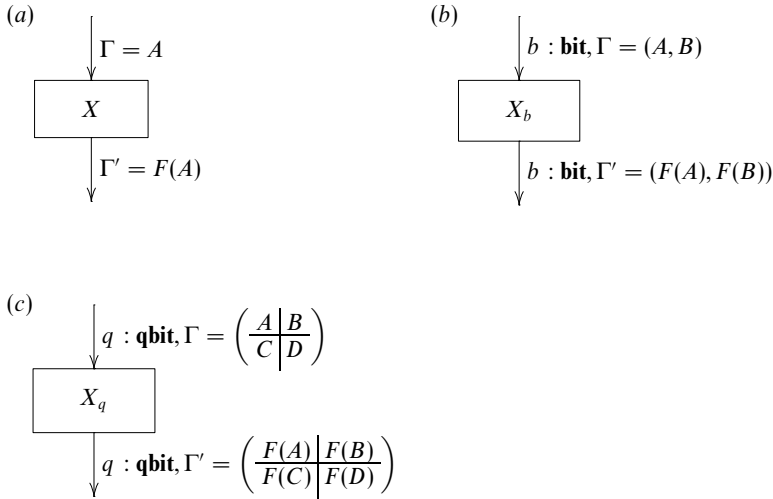 (a)
Γ = A
X
Γ′ = F(A)
(b)
b : bit, Γ = (A, B)
X_b
b : bit, Γ′ = (F(A), F(B))
(c)
q : qbit, Γ = ( A | B
C | D )
X_q
q : qbit, Γ′ = ( F(A) | F(B)
F(C) | F(D) )